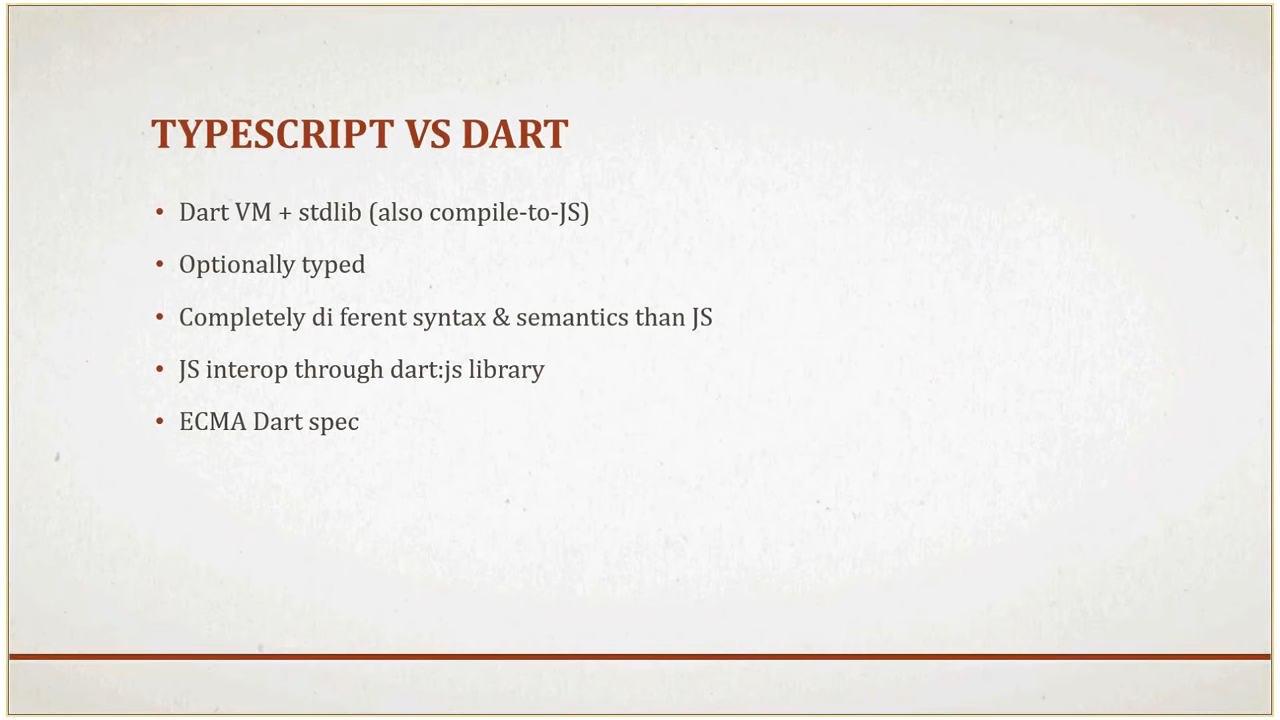 TYPESCRIPT VS DART
• Dart VM + stdlib (also compile-to-JS)
• Optionally typed
• Completely di ferent syntax & semantics than JS
• JS interop through dart:js library
• ECMA Dart spec